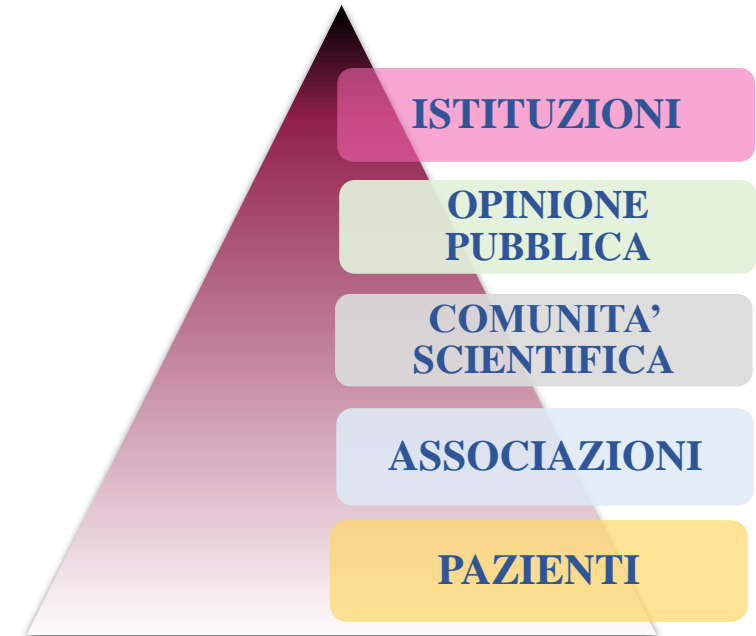 ISTITUZIONI
OPINIONE
PUBBLICA
COMUNITA’
SCIENTIFICA
ASSOCIAZIONI
PAZIENTI